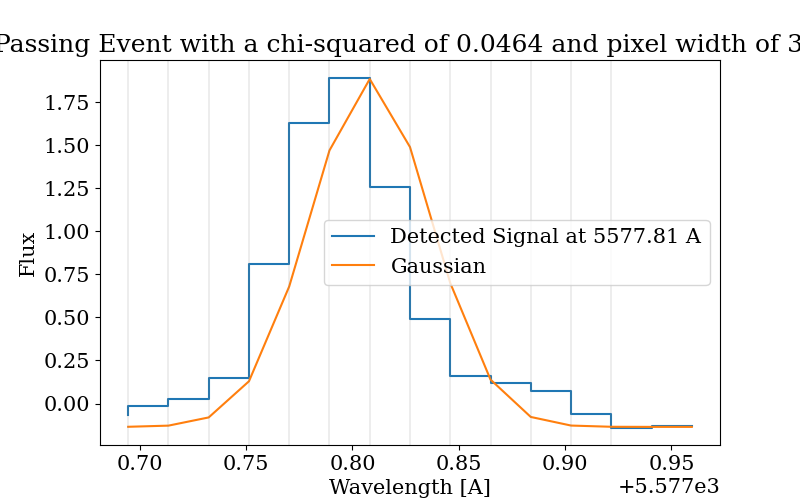 Passing Event with a chi-squared of 0.0464 and pixel width of 3
1.75
1.50
1.25
1.00
0.75
0.50
0.25
0.00
Flux
Detected Signal at 5577.81 A
Gaussian
0.70 0.75 0.80 0.85 0.90 0.95
+5.577e3
Wavelength [A]